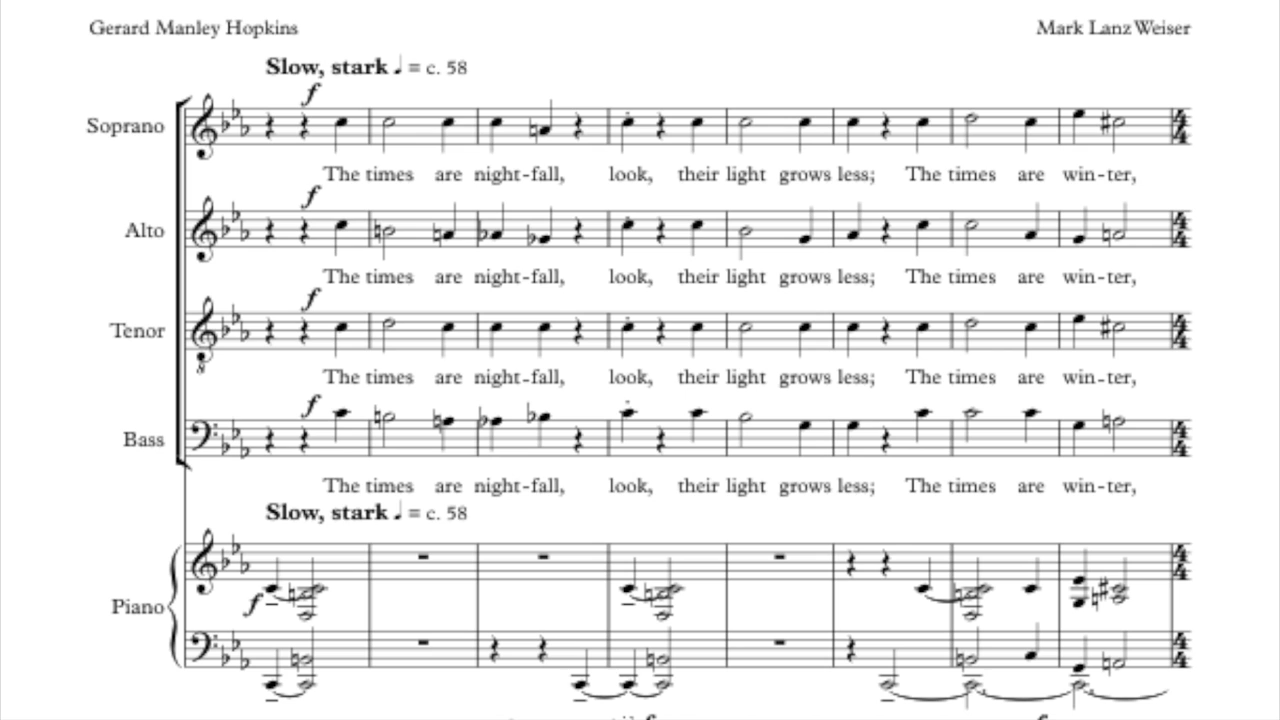 Gerard Manley Hopkins Mark Lanz Weiser
Slow, stark ♩ = c. 58
f
Soprano
The times are night-fall, look, their light grows less; The times are win-ter,
f
Alto
The times are night-fall, look, their light grows less; The times are win-ter,
f
Tenor
8
The times are night-fall, look, their light grows less; The times are win-ter,
f
Bass
The times are night-fall, look, their light grows less; The times are win-ter,
Slow, stark ♩ = c. 58
f
Piano